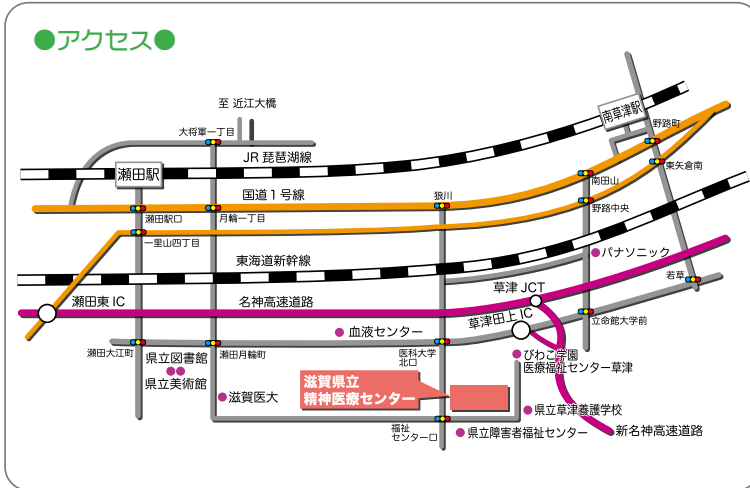 ●アクセス●
至 近江大橋
南草津駅
野路町
大将軍一丁目
JR 琵琶湖線
東矢倉南
瀬田駅
南田山
国道1号線
狼川
瀬田駅口
月輪一丁目
野路中央
一里山四丁目
パナソニック
東海道新幹線
若草
草津 JCT
瀬田東 IC
名神高速道路
草津田上 IC
立命館大学前
血液センター
瀬田大江町
瀬田月輪町
医科大学
北口
びわこ学園
医療福祉センター草津
県立図書館
県立美術館
滋賀県立
精神医療センター
滋賀医大
県立草津養護学校
福祉
センター口
県立障害者福祉センター
新名神高速道路